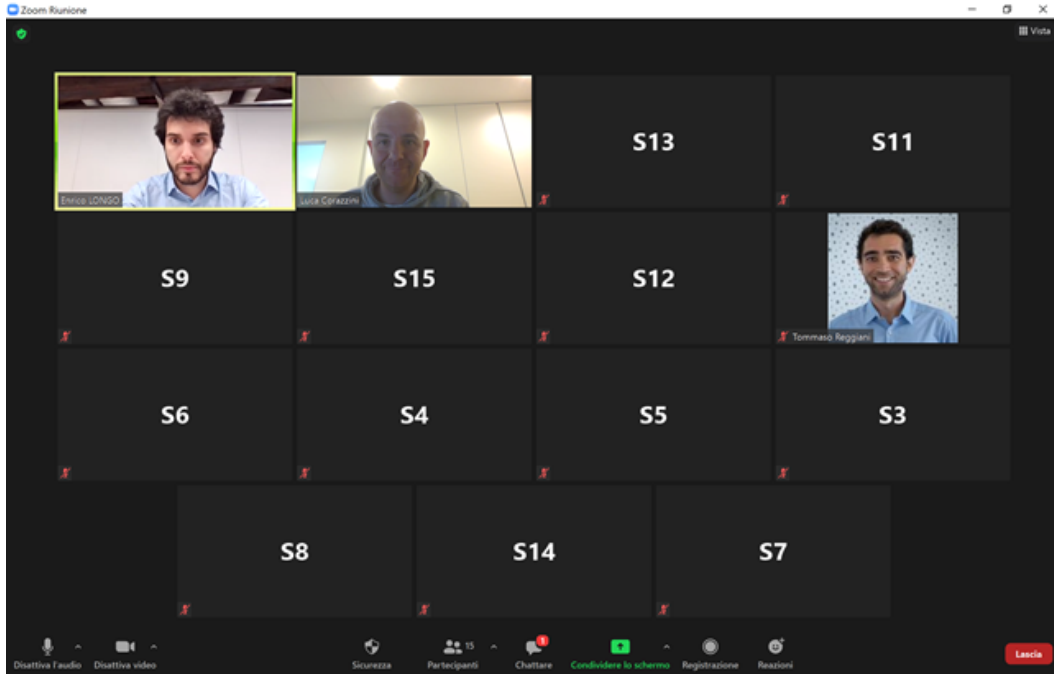 Zoom Riunione
Vista
Enrico LONGO
Luca Corazzini
S13
S11
S9
S15
S12
Tommaso Reggiani
S6
S4
S5
S3
S8
S14
S7
Disattiva l'audio
Disattiva video
Sicurezza
15
Partecipanti
1
Chattare
Condividere lo schermo
Registrazione
Reazioni
Lascia